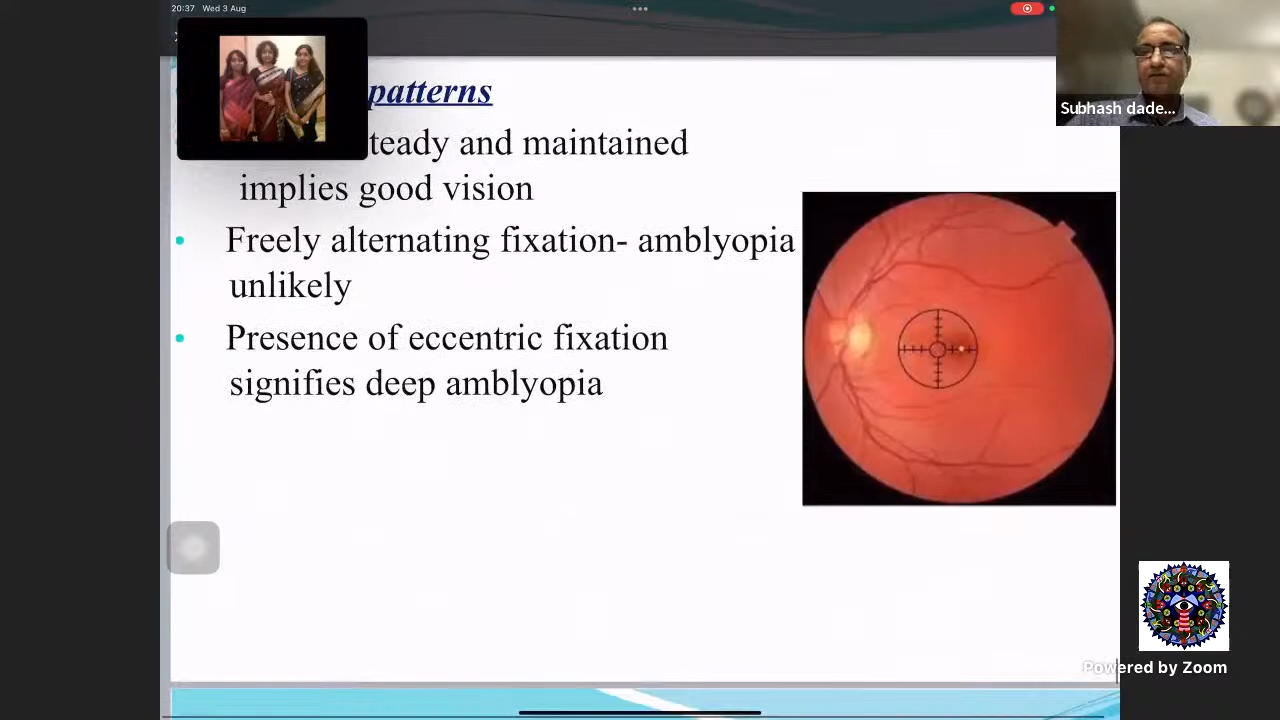 20:37 Wed 3 Aug
patterns
teady and maintained
implies good vision
• Freely alternating fixation- amblyopia
unlikely
• Presence of eccentric fixation
signifies deep amblyopia
Subhash dade...
Powered by Zoom